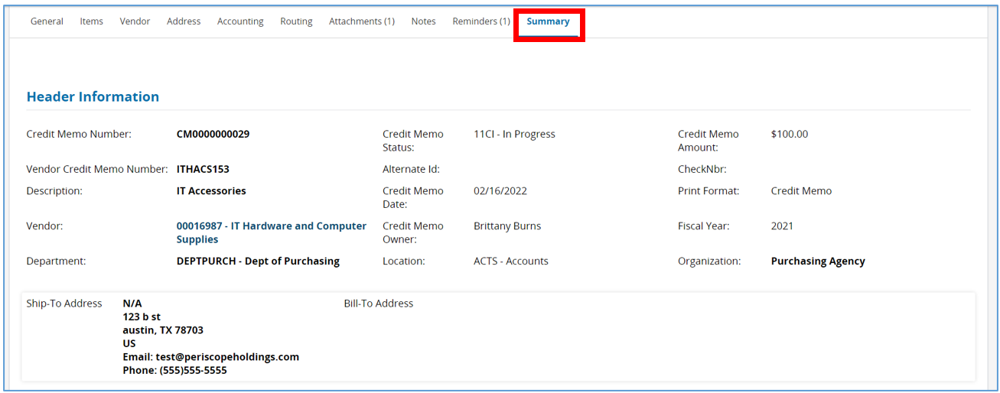 General Items Vendor Address Accounting Routing Attachments (1) Notes Reminders (1) Summary
Header Information
Credit Memo Number: CM0000000029 Credit Memo Status: 11CI - In Progress Credit Memo Amount: $100.00
Vendor Credit Memo Number: ITHACS153 Alternate Id: CheckNbr:
Description: IT Accessories Credit Memo Date: 02/16/2022 Print Format: Credit Memo
Vendor: 00016987 - IT Hardware and Computer Supplies Credit Memo Owner: Brittany Burns Fiscal Year: 2021
Department: DEPTPURCH - Dept of Purchasing Location: ACTS - Accounts Organization: Purchasing Agency
Ship-To Address N/A Bill-To Address
123 b st
austin, TX 78703
US
Email: test@periscopeholdings.com
Phone: (555)555-5555